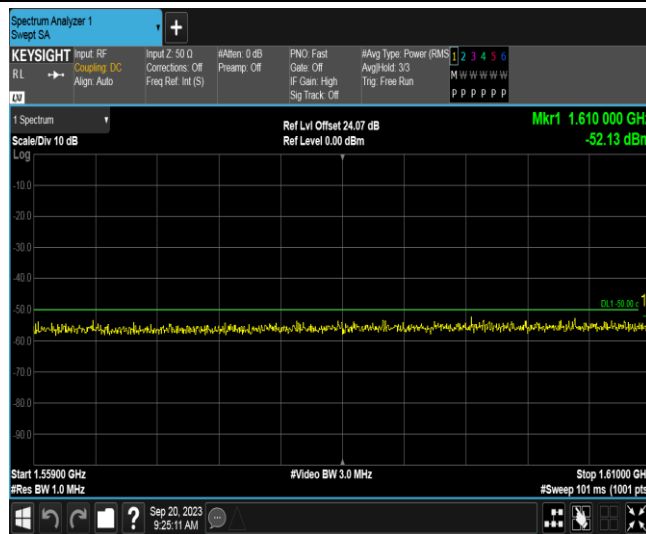 Spectrum Analyzer 1
Swept SA
+
KEYSIGHT Input: RF Input Z: 50 Ω #Atten: 0 dB PNO: Fast #Avg Type: Power (RMS 1 2 3 4 5 6
RL Coupling: DC Corrections: Off Preamp: Off Gate: Off Avg|Hold: 3/3 M W W W W W
Align: Auto Freq Ref: Int (S) IF Gain: High Trig: Free Run
LXI Sig Track: Off P P P P P P
1 Spectrum Ref Lvl Offset 24.07 dB Mkr1 1.610 000 GHz
Scale/Div 10 dB Ref Level 0.00 dBm -52.13 dBm
Log
-10.0
-20.0
-30.0
-40.0
-50.0 DL1 -50.00 1
-60.0
-70.0
-80.0
-90.0
Start 1.55900 GHz #Video BW 3.0 MHz Stop 1.61000 GH
#Res BW 1.0 MHz #Sweep 101 ms (1001 pts
? Sep 20, 2023
9:25:11 AM